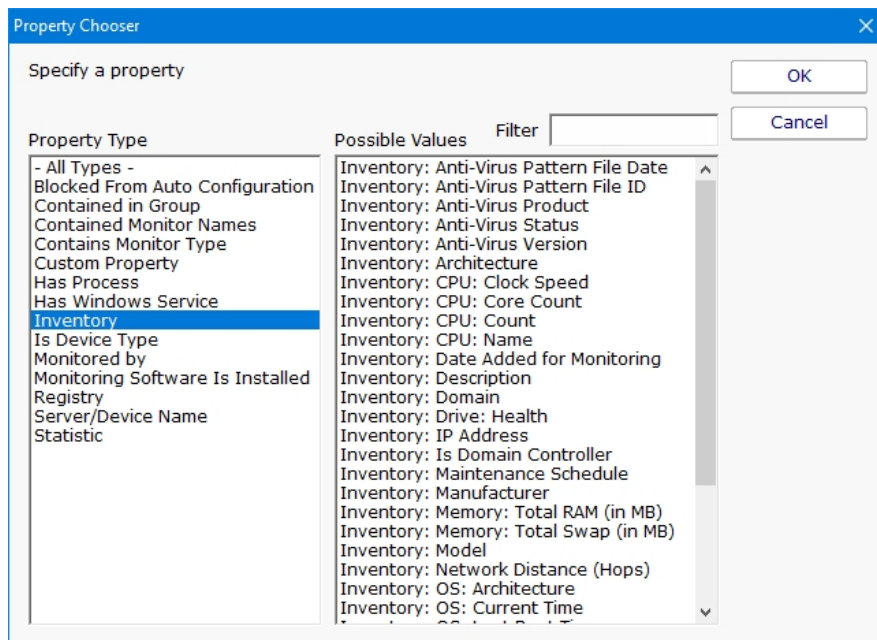 Property Chooser
Specify a property
OK
Cancel
Filter
Property Type
- All Types -
Blocked From Auto Configuration
Contained in Group
Contained Monitor Names
Contains Monitor Type
Custom Property
Has Process
Has Windows Service
Inventory
Is Device Type
Monitored by
Monitoring Software Is Installed
Registry
Server/Device Name
Statistic
Possible Values
Inventory: Anti-Virus Pattern File Date
Inventory: Anti-Virus Pattern File ID
Inventory: Anti-Virus Product
Inventory: Anti-Virus Status
Inventory: Anti-Virus Version
Inventory: Architecture
Inventory: CPU: Clock Speed
Inventory: CPU: Core Count
Inventory: CPU: Count
Inventory: CPU: Name
Inventory: Date Added for Monitoring
Inventory: Description
Inventory: Domain
Inventory: Drive: Health
Inventory: IP Address
Inventory: Is Domain Controller
Inventory: Maintenance Schedule
Inventory: Manufacturer
Inventory: Memory: Total RAM (in MB)
Inventory: Memory: Total Swap (in MB)
Inventory: Model
Inventory: Network Distance (Hops)
Inventory: OS: Architecture
Inventory: OS: Current Time